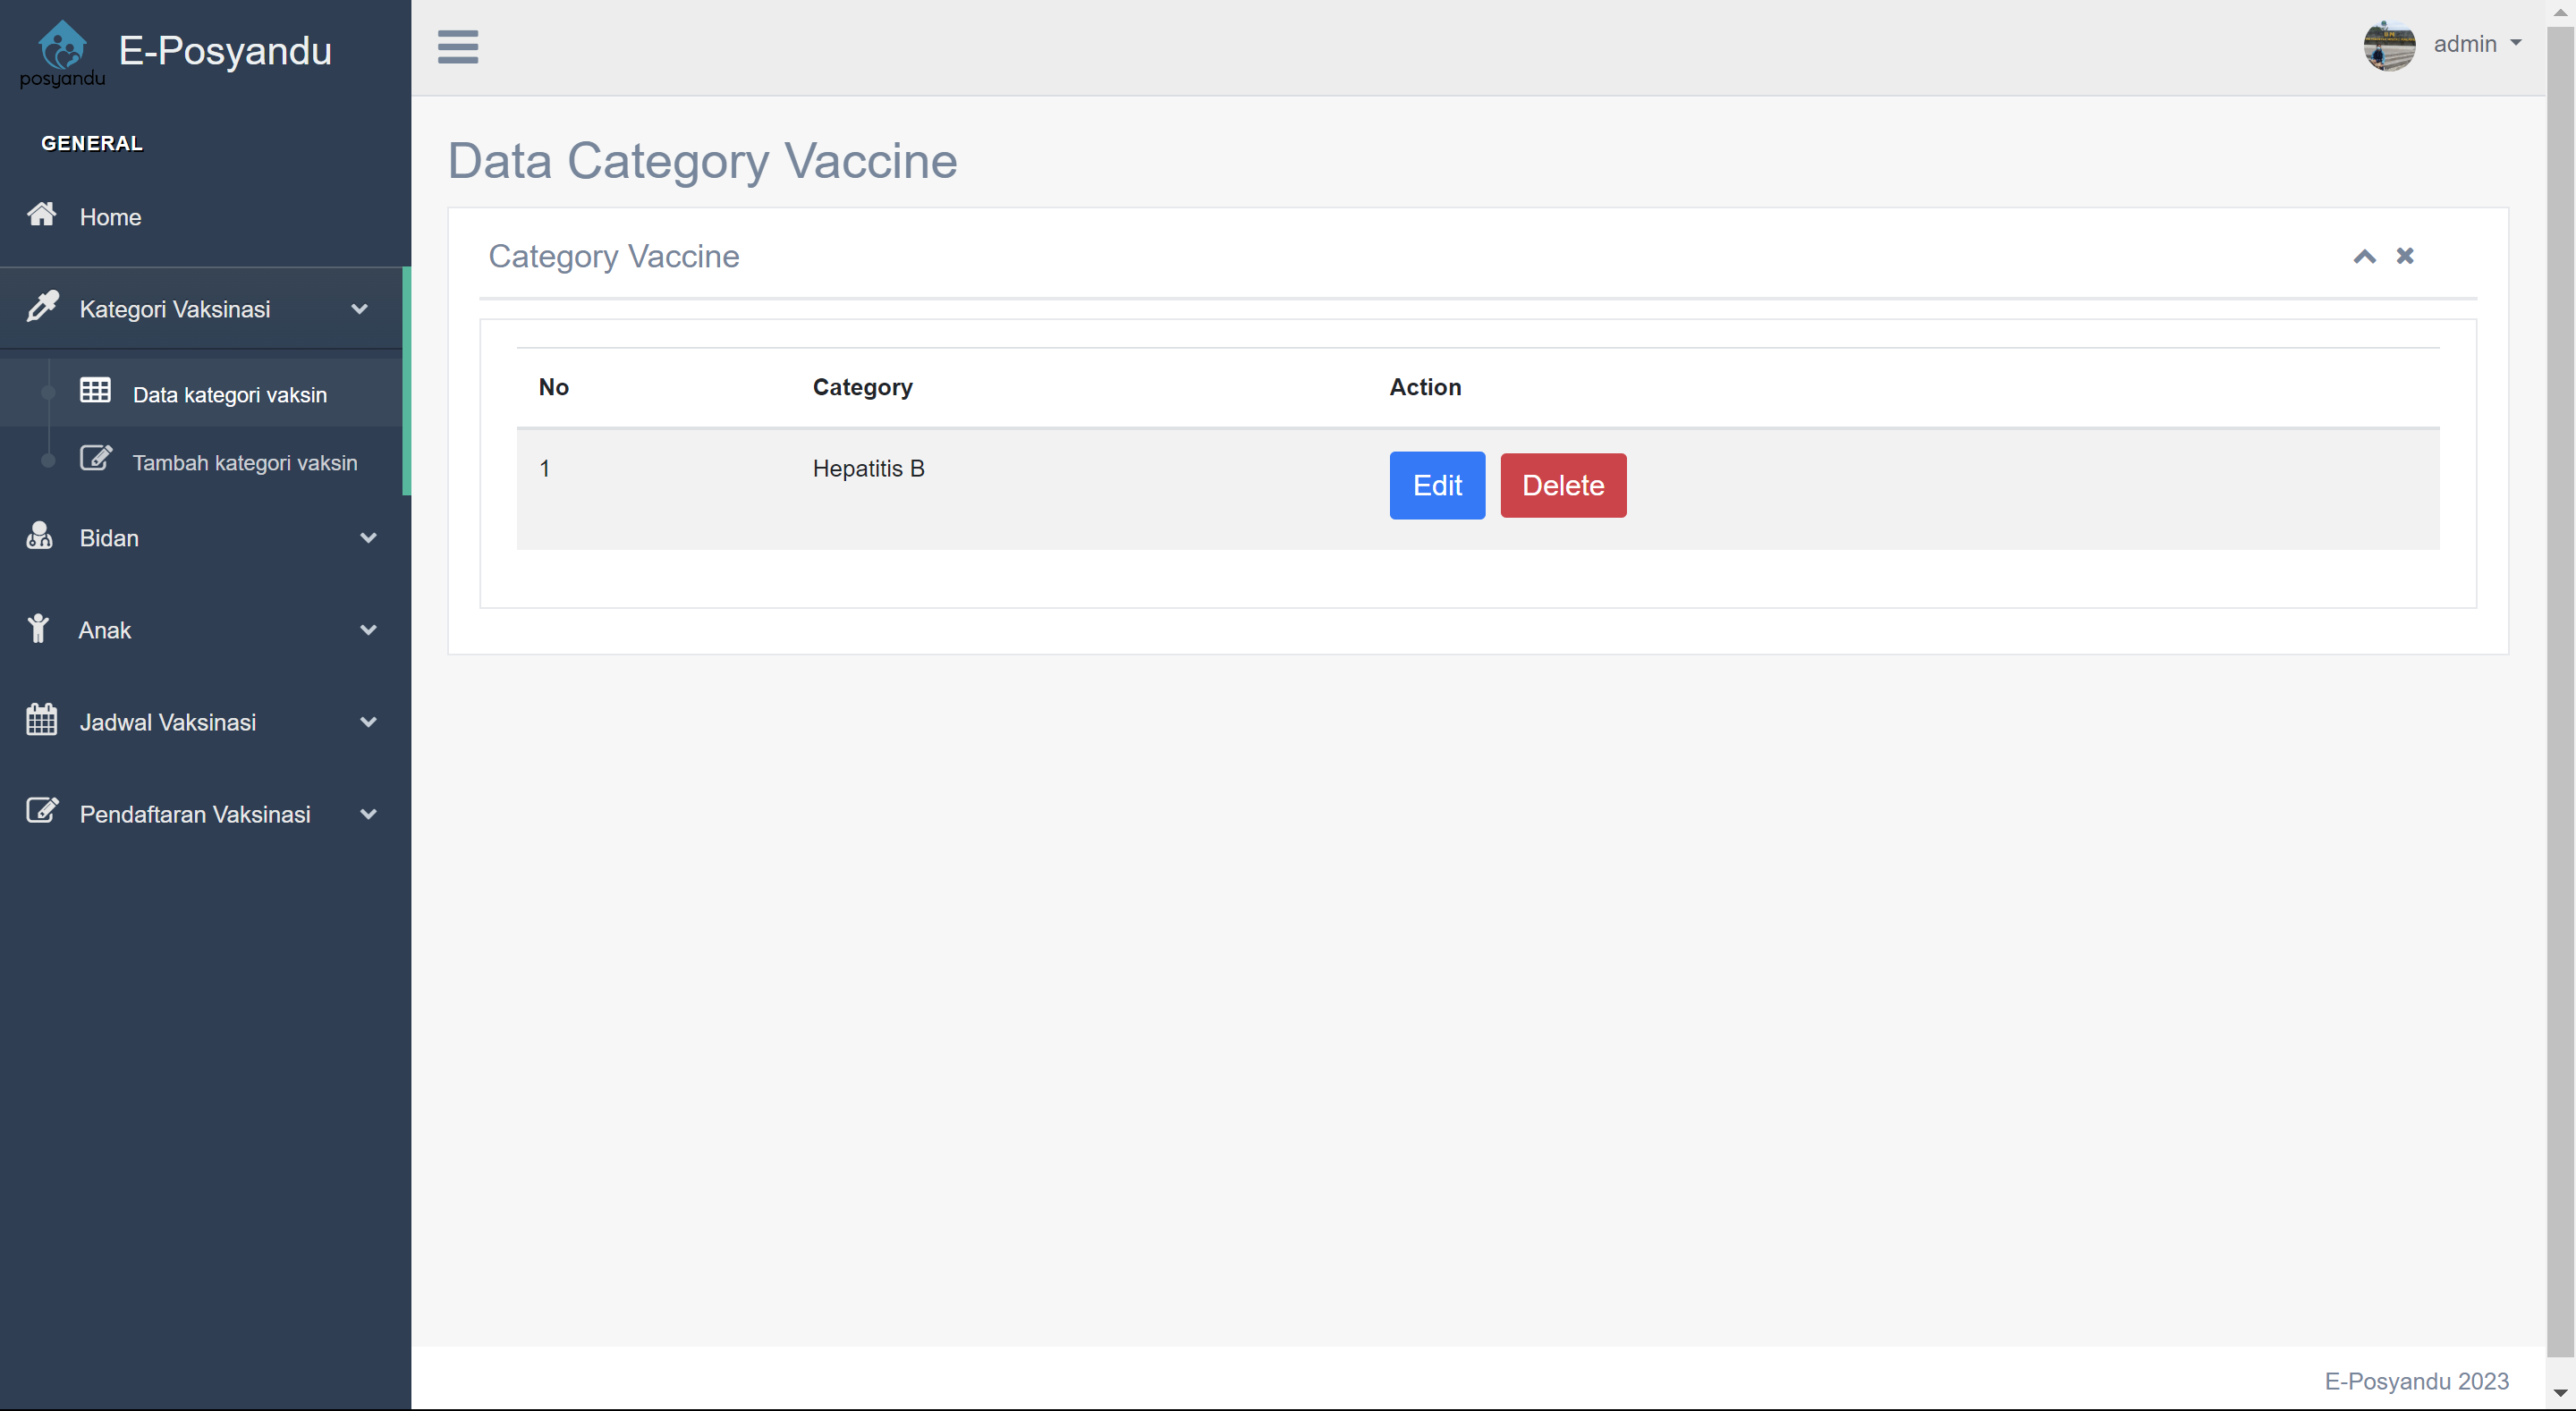 posyandu
E-Posyandu
admin
GENERAL
Home
Kategori Vaksinasi
Data kategori vaksin
Tambah kategori vaksin
Bidan
Anak
Jadwal Vaksinasi
Pendaftaran Vaksinasi
Data Category Vaccine
Category Vaccine
No Category Action
1 Hepatitis B Edit Delete
E-Posyandu 2023